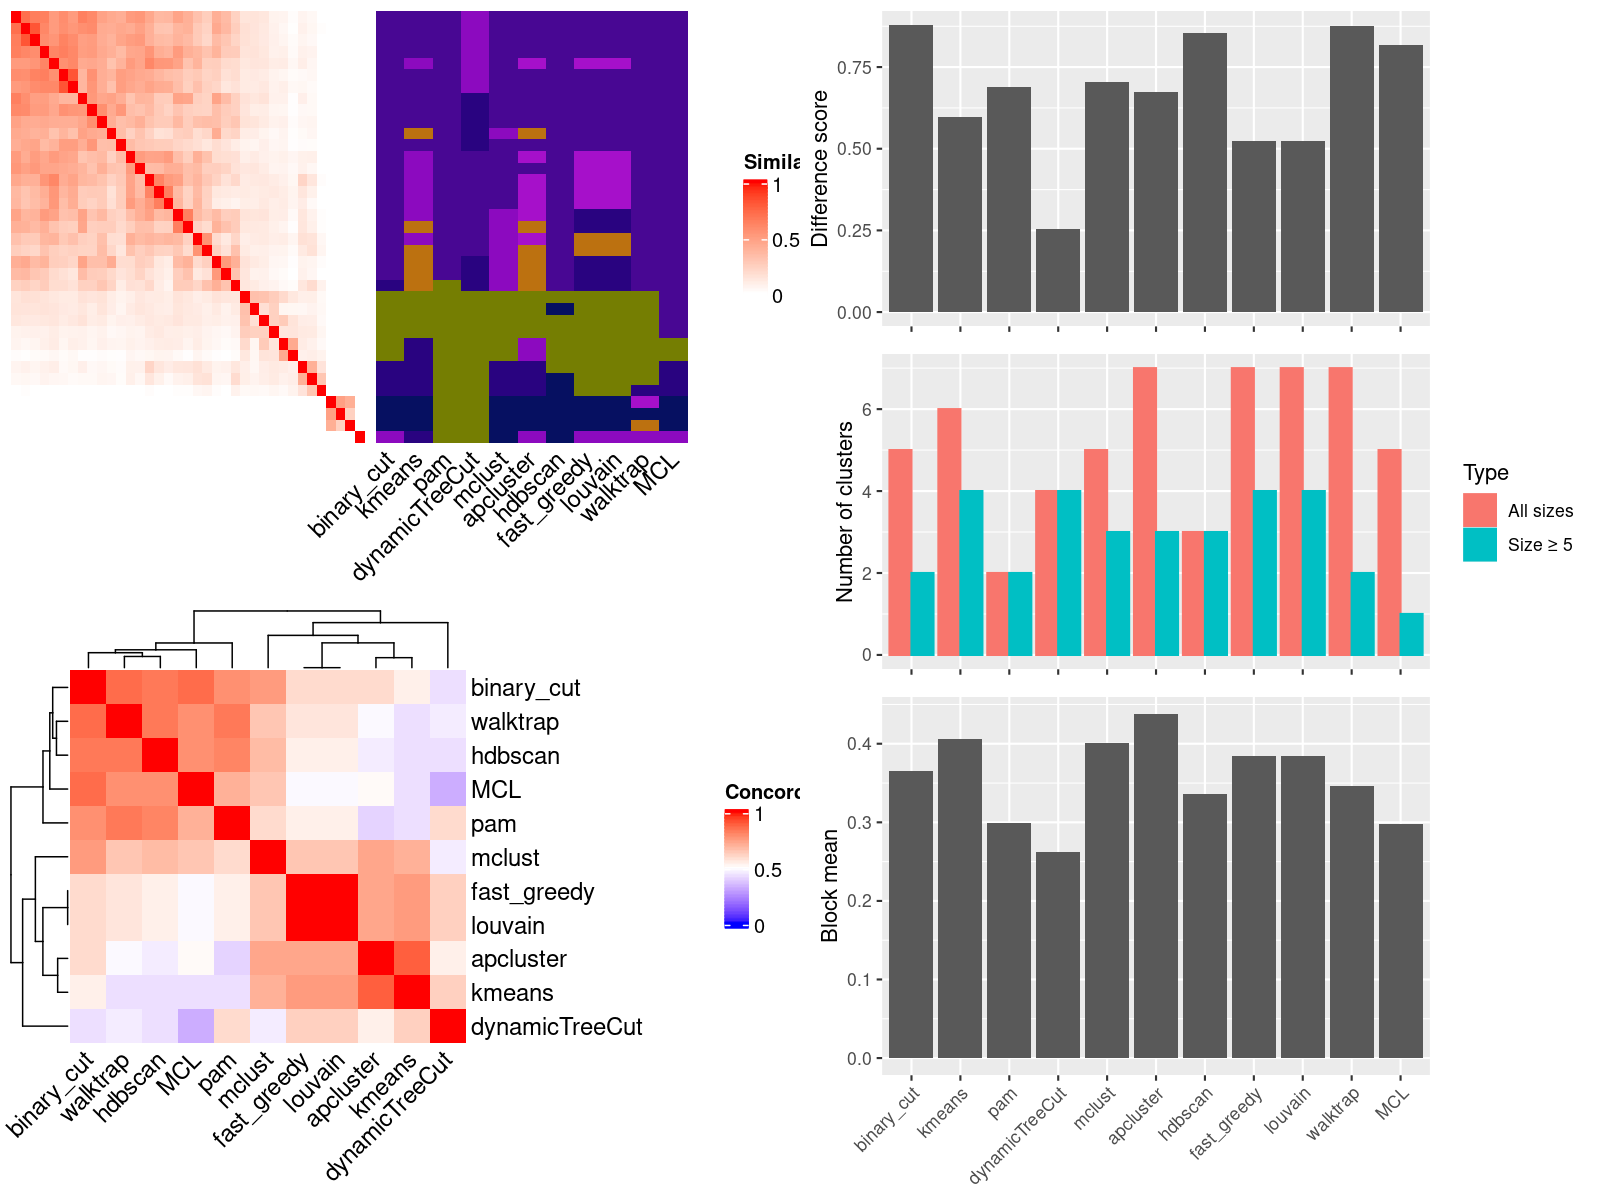 Simila
1
0.5
0
binary_cut
kmeans
pam
dynamicTreeCut
mclust
apcluster
hdbscan
fast_greedy
louvain
walktrap
MCL
binary_cut
walktrap
hdbscan
MCL
pam
mclust
fast_greedy
louvain
apcluster
kmeans
dynamicTreeCut
Concord
1
0.5
0
binary_cut
walktrap
hdbscan
MCL
pam
mclust
fast_greedy
louvain
apcluster
kmeans
dynamicTreeCut
Difference score
0.75
0.50
0.25
0.00
Number of clusters
6
4
2
0
Type
All sizes
Size ≥ 5
Block mean
0.4
0.3
0.2
0.1
0.0
binary_cut
kmeans
pam
dynamicTreeCut
mclust
apcluster
hdbscan
fast_greedy
louvain
walktrap
MCL